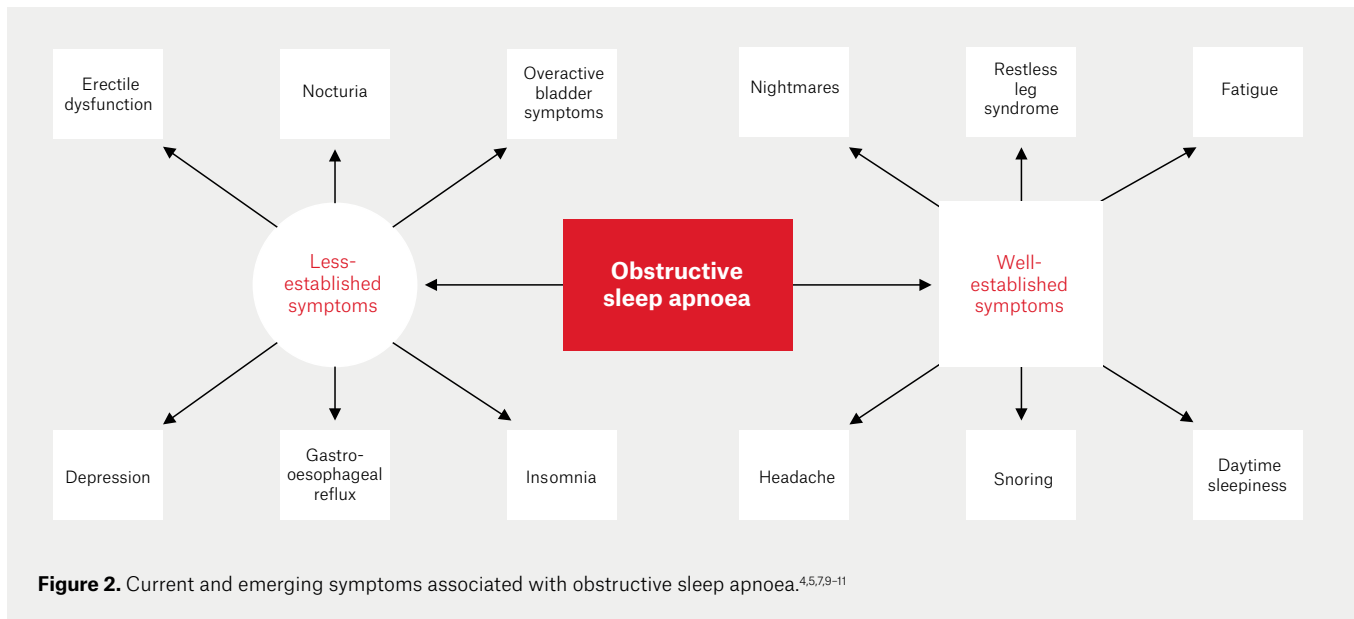 Erectile
dysfunction
Nocturia
Overactive
bladder
symptoms
Nightmares
Restless
leg
syndrome
Fatigue
Less-
established
symptoms
Obstructive
sleep apnoea
Well-
established
symptoms
Depression
Gastro-
oesophageal
reflux
Insomnia
Headache
Snoring
Daytime
sleepiness
Figure 2. Current and emerging symptoms associated with obstructive sleep apnoea.4,5,7,9–11